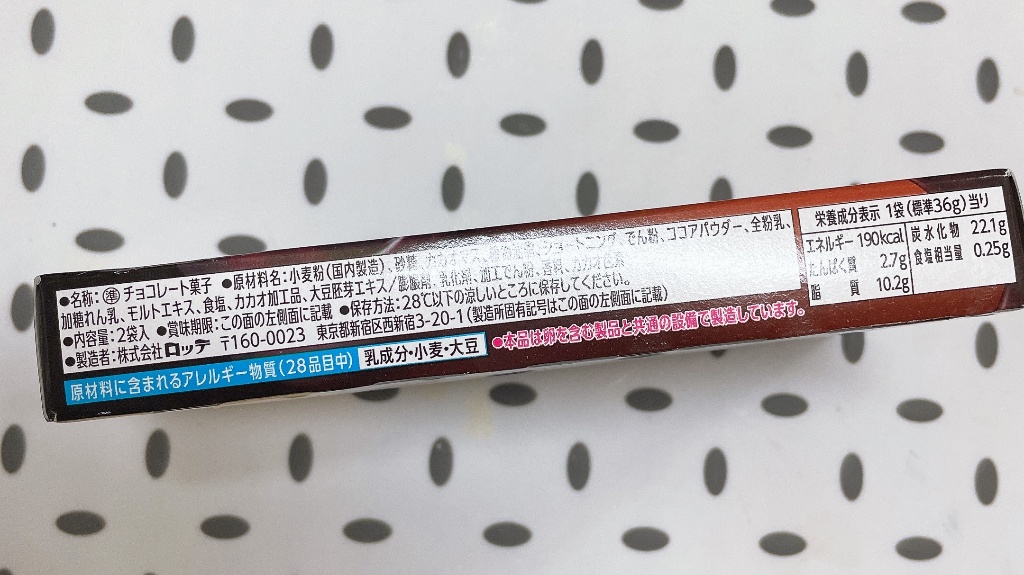 ●名称:準チョコレート菓子 ●原材料名:小麦粉(国内製造)、砂糖、カカオマス、 ショートニング、でん粉、ココアパウダー、全粉乳、
加糖れん乳、モルトエキス、食塩、カカオ加工品、大豆胚芽エキス/膨脹剤、乳化剤、加工でん粉、香料、カカオ色素
●内容量:2袋入 ●賞味期限:この面の左側面に記載 ●保存方法:28℃以下の涼しいところに保存してください。
●製造者:株式会社ロッテ 〒160-0023 東京都新宿区西新宿3-20-1(製造所固有記号はこの面の左側面に記載)
原材料に含まれるアレルギー物質(28品目中) 乳成分・小麦・大豆
●本品は卵を含む製品と共通の設備で製造しています。
栄養成分表示 1袋(標準36g)当り
エネルギー 190kcal 炭水化物 22.1g
たんぱく質 2.7g 食塩相当量 0.25g
脂質 10.2g